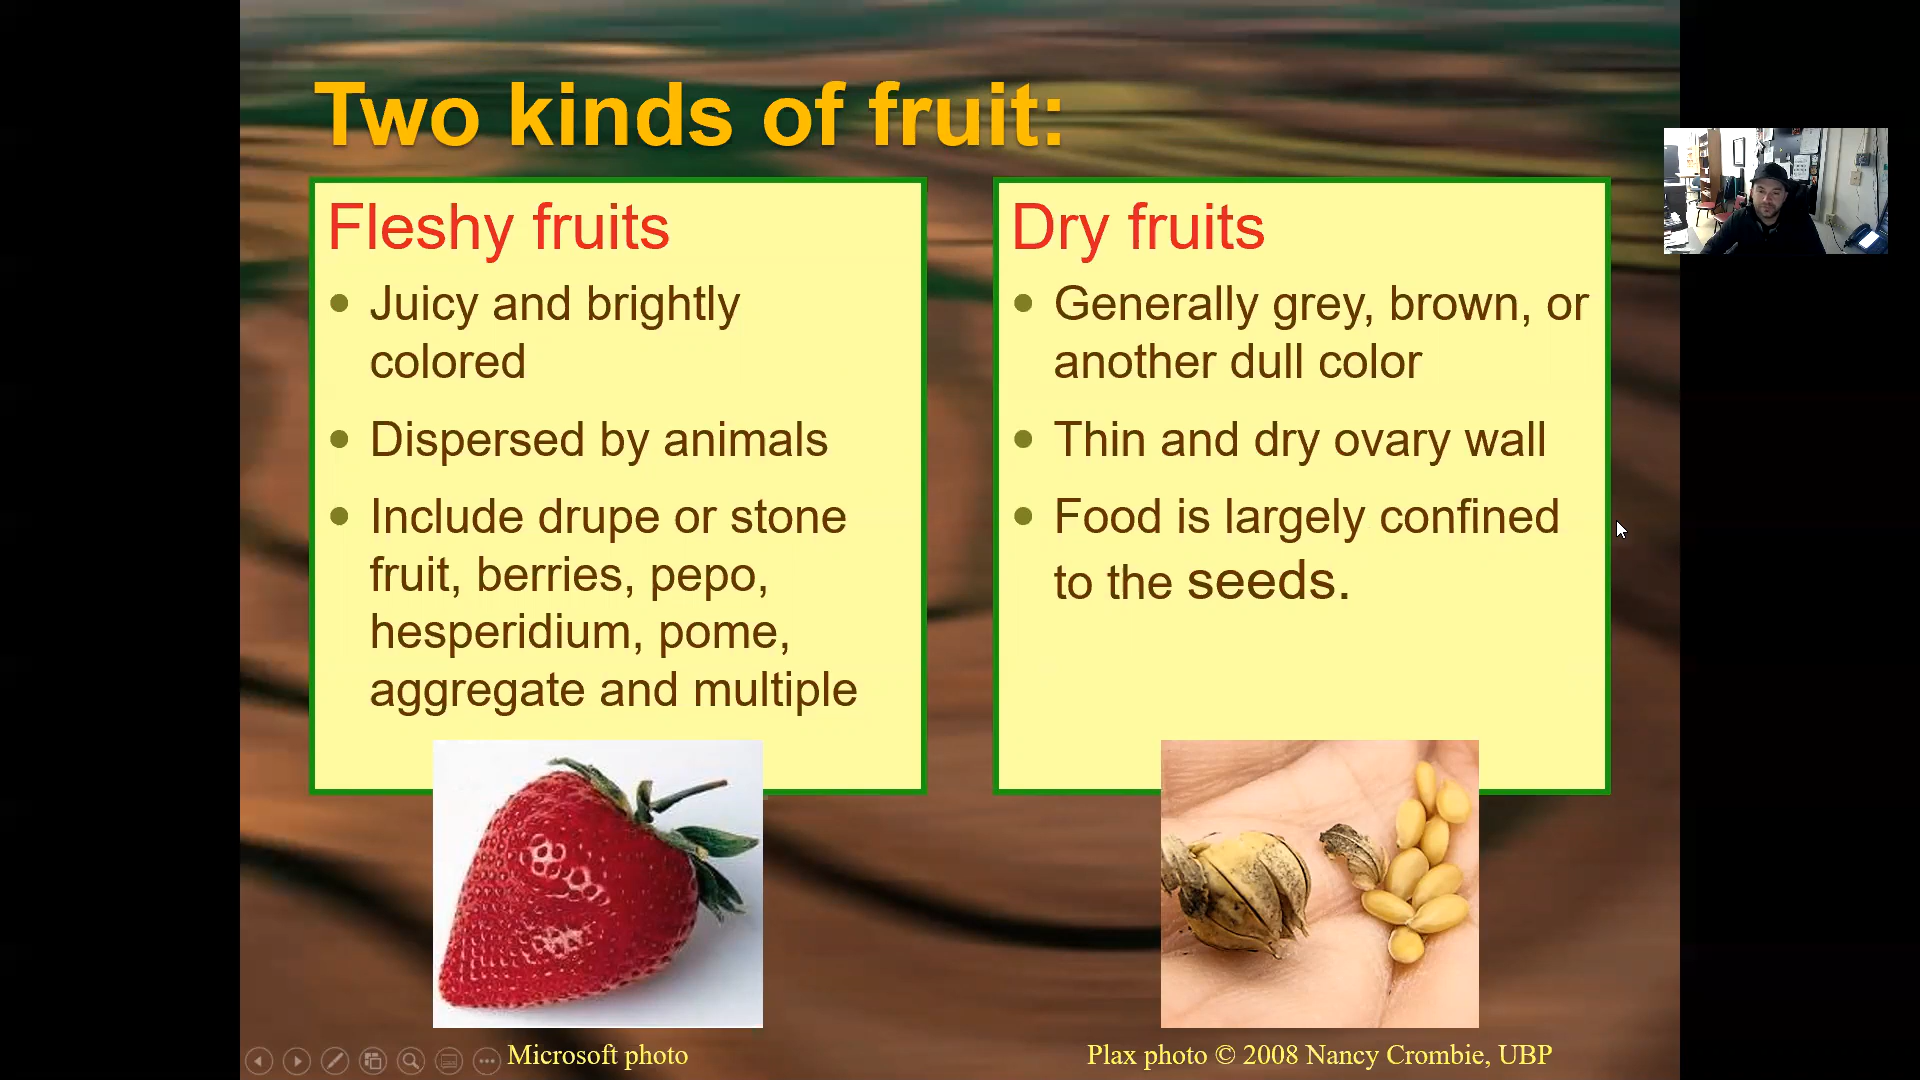 Two kinds of fruit:
Fleshy fruits
Juicy and brightly
colored
Dispersed by animals
Include drupe or stone
fruit, berries, pepo,
hesperidium, pome,
aggregate and multiple
Dry fruits
Generally grey, brown, or
another dull color
Thin and dry ovary wall
Food is largely confined
to the seeds.
Microsoft photo
Plax photo © 2008 Nancy Crombie, UBP